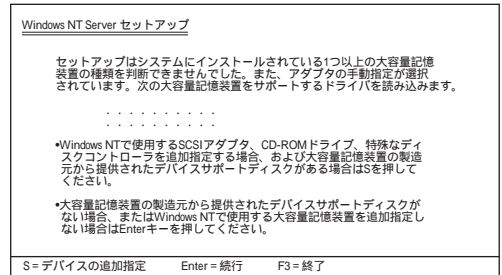 Windows NT Server セットアップ
セットアップはシステムにインストールされている1つ以上の大容量記憶
装置の種類を判断できませんでした。また、アダプタの手動指定が選択
されています。次の大容量記憶装置をサポートするドライバを読み込みます。
. . . . . . . . . .
. . . . . . . . . .
•Windows NTで使用するSCSIアダプタ、CD-ROMドライブ、特殊なディ
スクコントローラを追加指定する場合、および大容量記憶装置の製造
元から提供されたデバイスサポートディスクがある場合はSを押して
ください。
•大容量記憶装置の製造元から提供されたデバイスサポートディスクが
ない場合、またはWindows NTで使用する大容量記憶装置を追加指定し
ない場合はEnterキーを押してください。
S = デバイスの追加指定 Enter = 続行 F3 = 終了